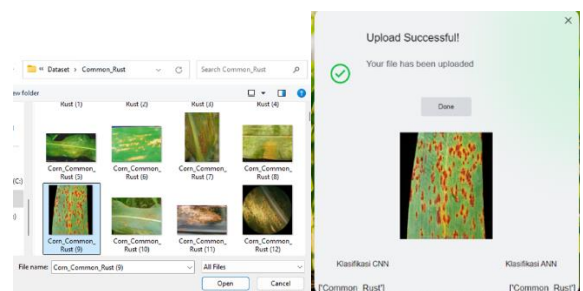 Dataset > Common_Rust
Search Common_Rust
ew folder
Rust (1)
Rust (2)
Rust (3)
Rust (4)
Corn_Common_
Rust (5)
Corn_Common_
Rust (6)
Corn_Common_
Rust (7)
Corn_Common_
Rust (8)
(C:)
Corn_Common_
Rust (9)
Corn_Common_
Rust (10)
Corn_Common_
Rust (11)
Corn_Common_
Rust (12)
File name: Corn_Common_Rust (9)
All Files
Open
Cancel
Upload Successful!
Your file has been uploaded
Done
Klasifikasi CNN
Klasifikasi ANN
['Common_Rust']
['Common_Rust']